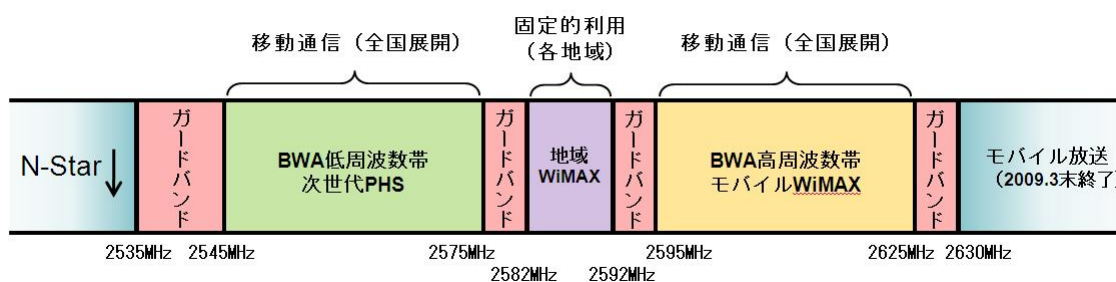 固定的利用
(各地域)
移動通信 (全国展開)
移動通信 (全国展開)
N-Star
ガードバンド
BWA低周波数帯
次世代PHS
ガードバンド
地域
WiMAX
ガードバンド
BWA高周波数帯
モバイルWiMAX
ガードバンド
モバイル放送
(2009.3末終了)
2535MHz 2545MHz 2575MHz 2595MHz 2625MHz 2630MHz
2582MHz 2592MHz